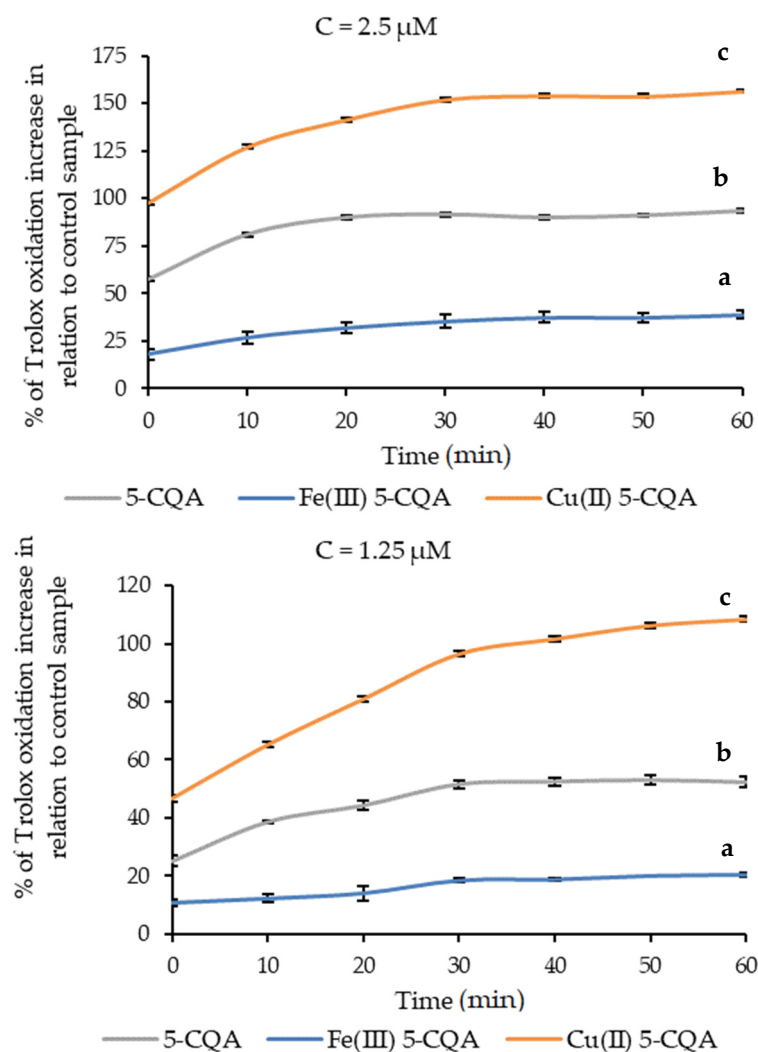 C = 2.5 µM
% of Trolox oxidation increase in
relation to control sample
175
150
125
100
75
50
25
0
c
b
a
0 10 20 30 40 50 60
Time (min)
5-CQA Fe(III) 5-CQA Cu(II) 5-CQA
C = 1.25 µM
% of Trolox oxidation increase in
relation to control sample
120
100
80
60
40
20
0
c
b
a
0 10 20 30 40 50 60
Time (min)
5-CQA Fe(III) 5-CQA Cu(II) 5-CQA